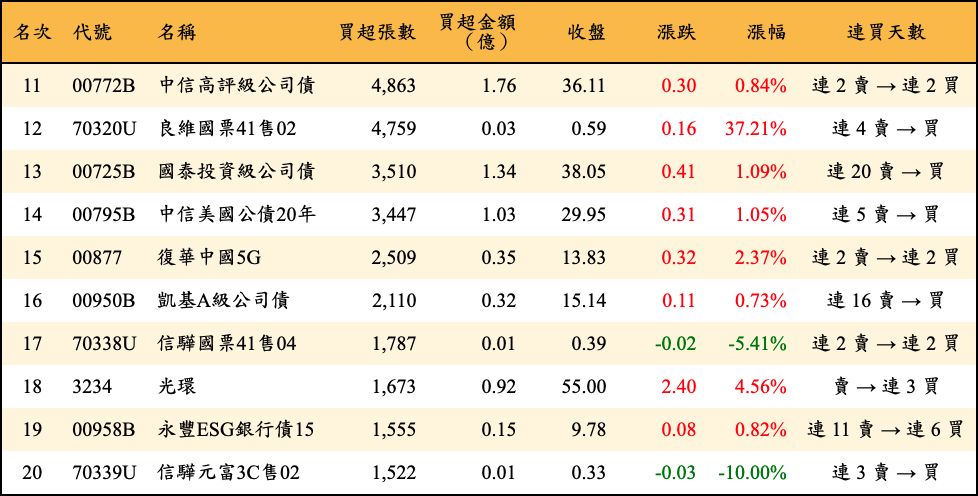 名次 代號 名稱 買超張數 買超金額（億） 收盤 漲跌 漲幅 連買天數
11 00772B 中信高評級公司債 4,863 1.76 36.11 0.30 0.84% 連 2 賣 → 連 2 買
12 70320U 良維國票41售02 4,759 0.03 0.59 0.16 37.21% 連 4 賣 → 買
13 00725B 國泰投資級公司債 3,510 1.34 38.05 0.41 1.09% 連 20 賣 → 買
14 00795B 中信美國公債20年 3,447 1.03 29.95 0.31 1.05% 連 5 賣 → 買
15 00877 復華中國5G 2,509 0.35 13.83 0.32 2.37% 連 2 賣 → 連 2 買
16 00950B 凱基A級公司債 2,110 0.32 15.14 0.11 0.73% 連 16 賣 → 買
17 70338U 信驊國票41售04 1,787 0.01 0.39 -0.02 -5.41% 連 2 賣 → 連 2 買
18 3234 光環 1,673 0.92 55.00 2.40 4.56% 賣 → 連 3 買
19 00958B 永豐ESG銀行債15 1,555 0.15 9.78 0.08 0.82% 連 11 賣 → 連 6 買
20 70339U 信驊元富3C售02 1,522 0.01 0.33 -0.03 -10.00% 連 3 賣 → 買